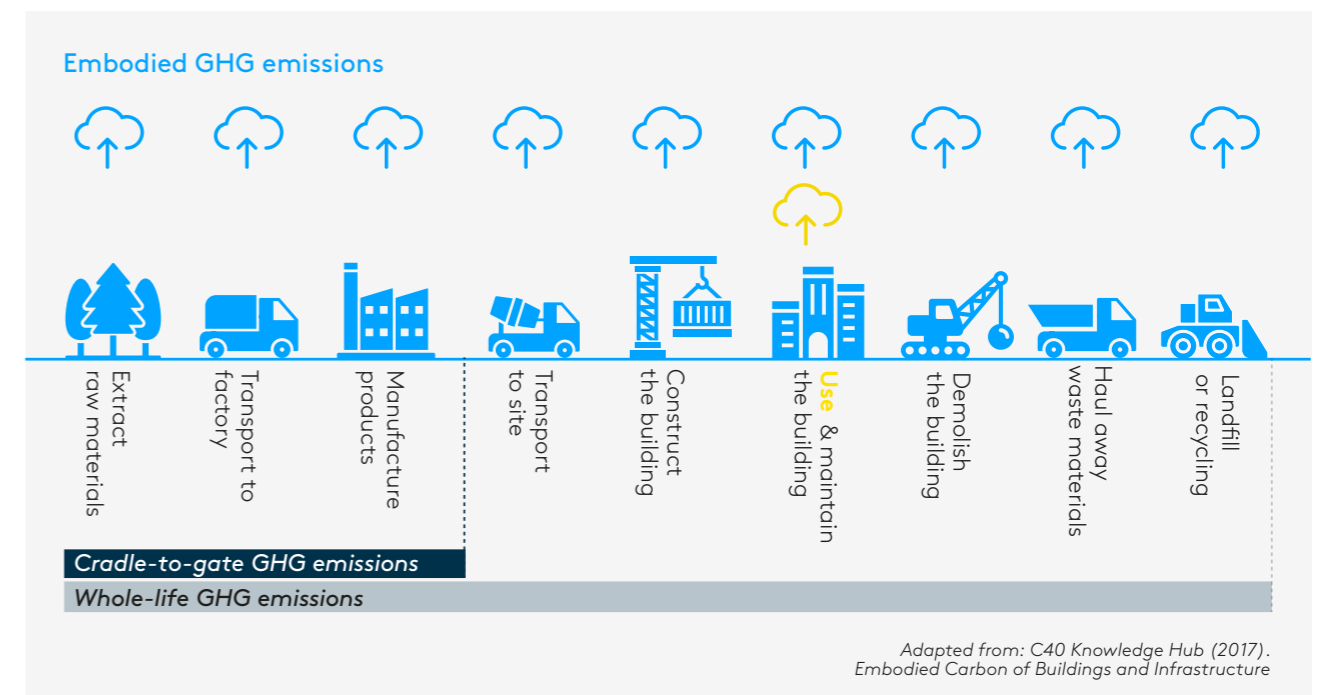 Embodied GHG emissions
Extract
raw materials
Transport to
factory
Manufacture
products
Transport
to site
Construct
the building
Use & maintain
the building
Demolish
the building
Haul away
waste materials
Landfill
or recycling
Cradle-to-gate GHG emissions
Whole-life GHG emissions
Adapted from: C40 Knowledge Hub (2017).
Embodied Carbon of Buildings and Infrastructure